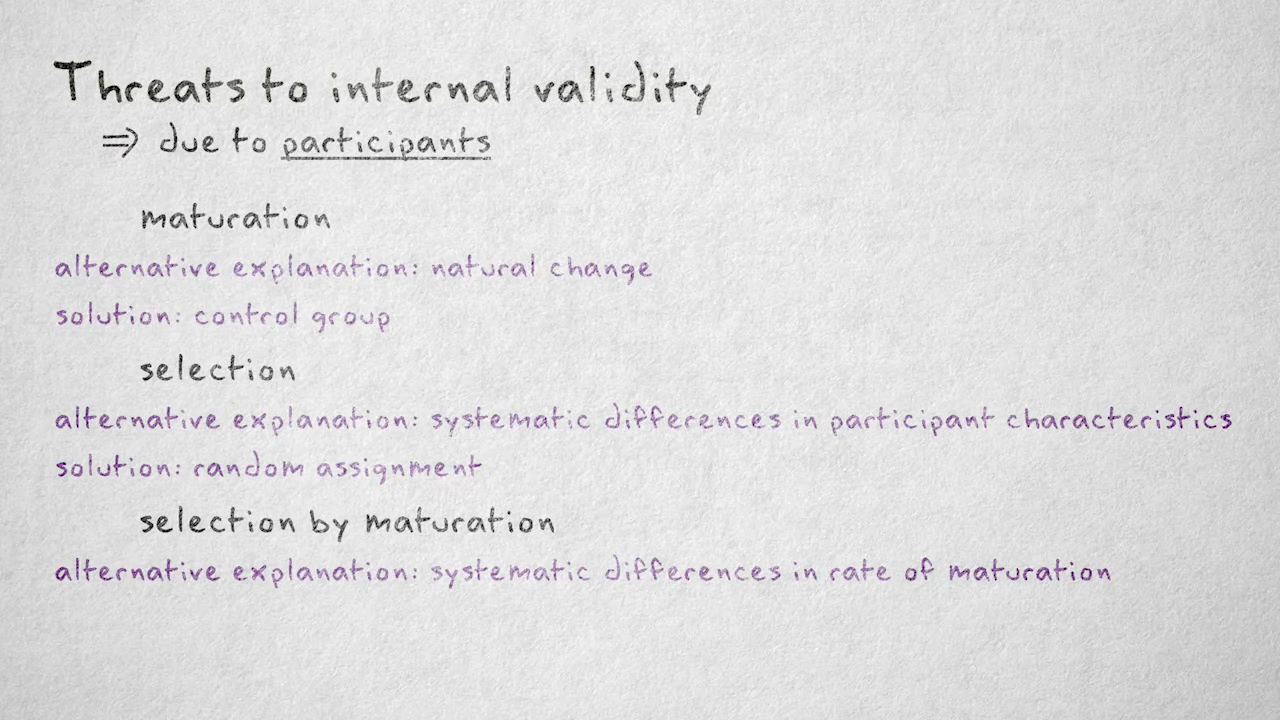 Threats to internal validity
⇒ due to participants
maturation
alternative explanation: natural change
solution: control group
selection
alternative explanation: systematic differences in participant characteristics
solution: random assignment
selection by maturation
alternative explanation: systematic differences in rate of maturation